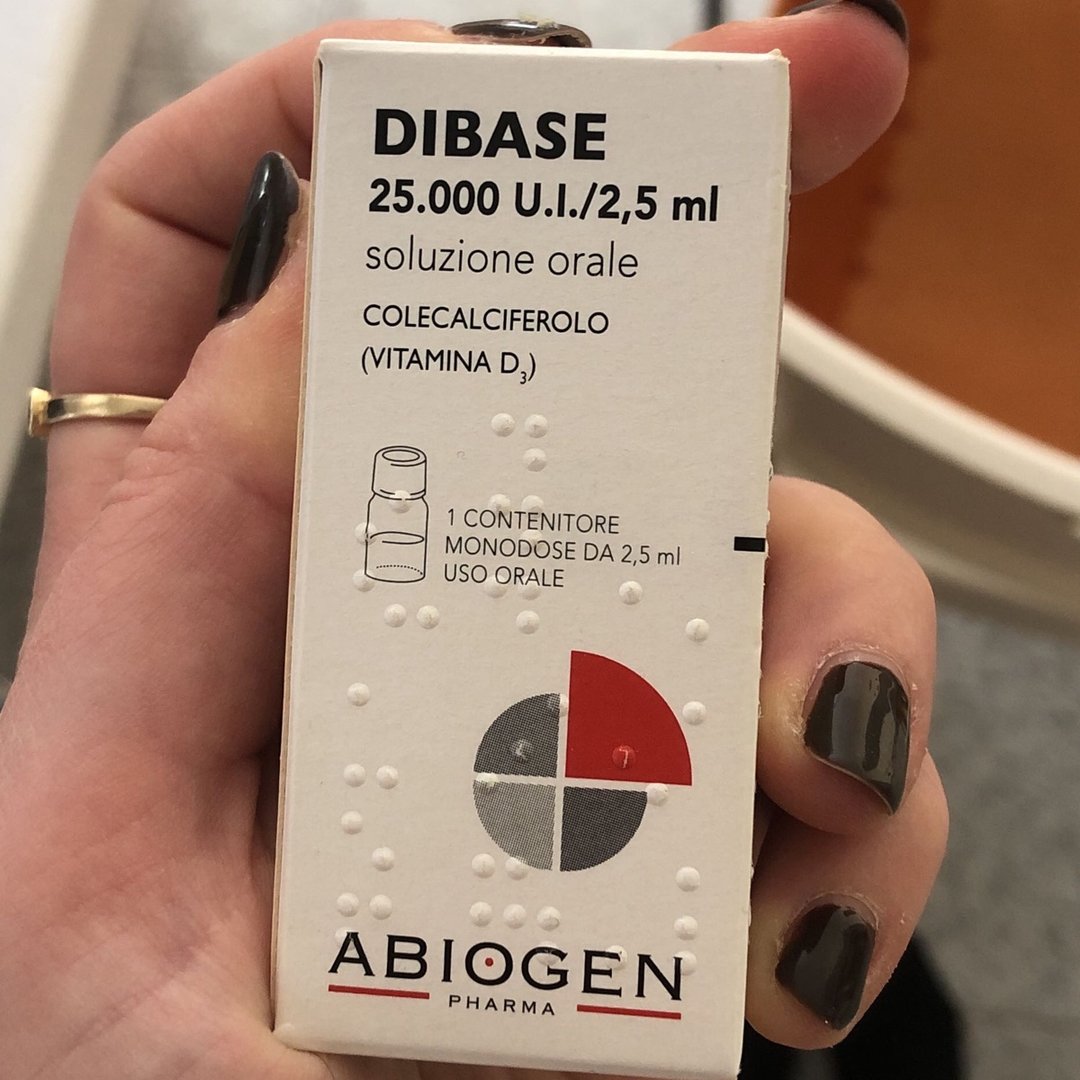 DIBASE
25.000 U.I./2,5 ml
soluzione orale
COLECALCIFEROLO
(VITAMINA D₃)
1 CONTENITORE
MONODOSE DA 2,5 ml
USO ORALE
ABIOGEN
PHARMA